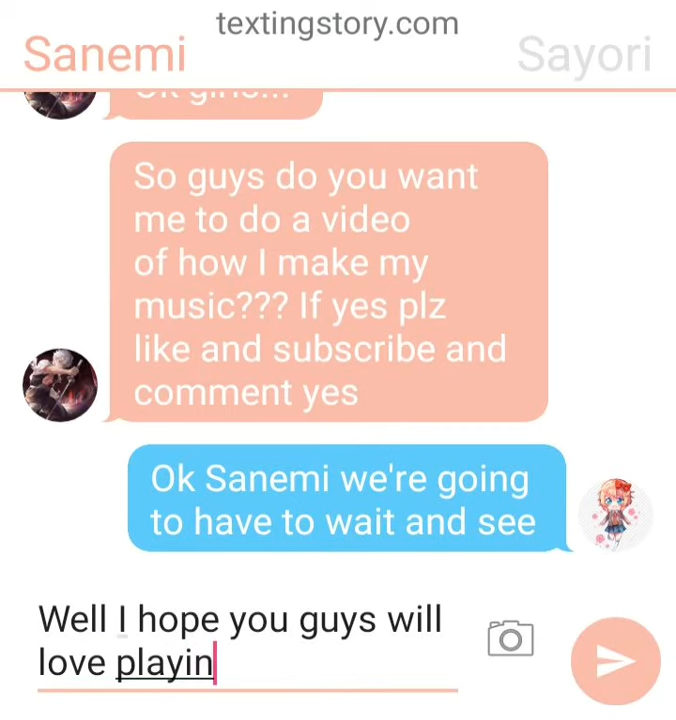 textingstory.com
Sanemi
Sayori
So guys do you want
me to do a video
of how I make my
music??? If yes plz
like and subscribe and
comment yes
Ok Sanemi we're going
to have to wait and see
Well I hope you guys will
love playin